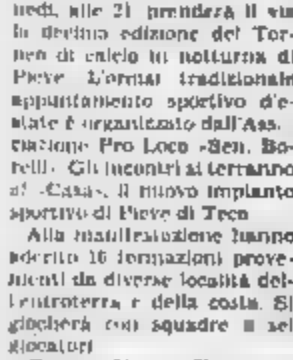 nedì, alle 21 prenderà il via
la decima edizione del Tor-
neo di calcio in notturna di
Pieve. L'ormai tradizionale
appuntamento sportivo d'e-
state è organizzato dall'Ass.
ciazione Pro Loco «Sen. Bo-
relli». Gli incontri si terranno
al «Casa», il nuovo impianto
sportivo di Pieve di Teco
Alla manifestazione hanno
aderito 16 formazioni prove-
nienti da diverse località del-
l'entroterra e della costa. Si
giocherà con squadre a sei
giocatori